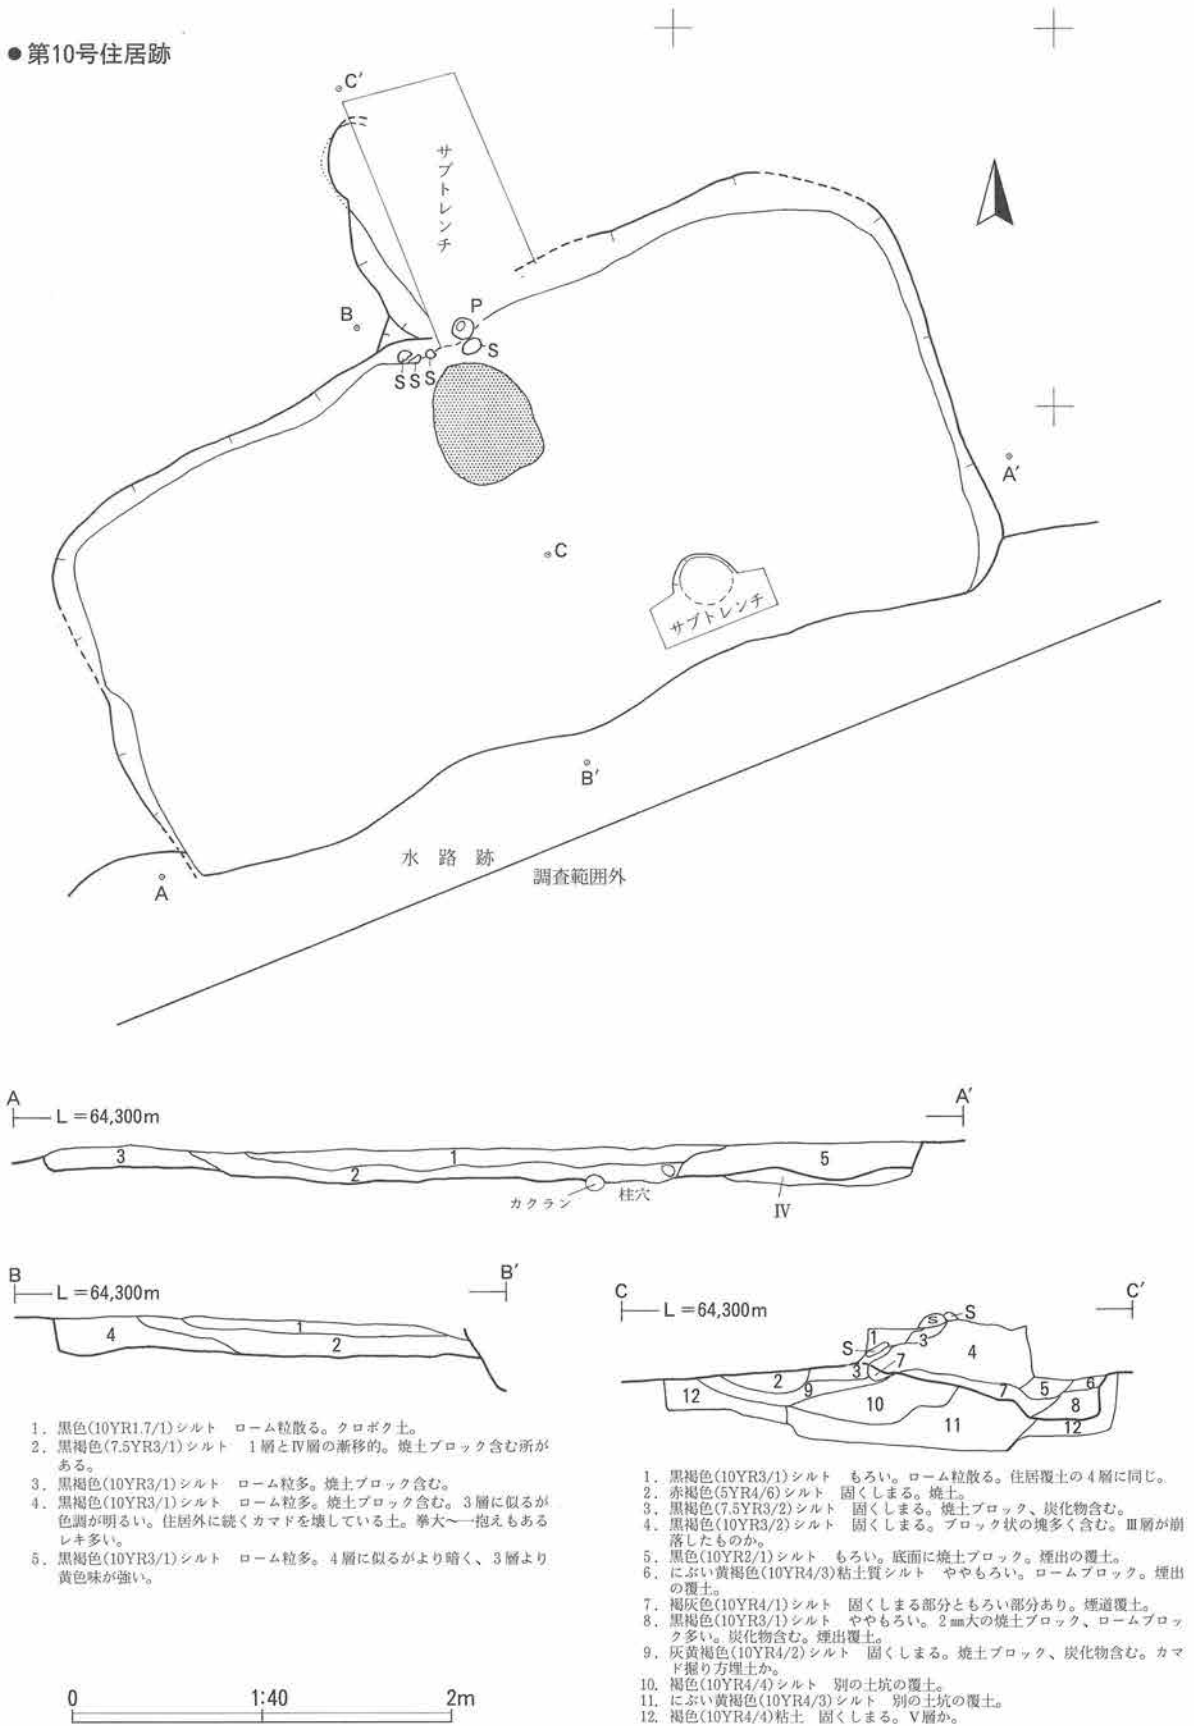 ●第10号住居跡
C'
サブトレンチ
B
P
S
S S S
A'
C
サブトレンチ
B'
水路跡
調査範囲外
A
A
A'
L=64,300m
3
1
2
5
カクラン
柱穴
Ⅳ
B
B'
L=64,300m
4
1
2
C
C'
L=64,300m
S
S
1
3
S
4
7
3
2
9
12
10
11
7
5
6
8
12
1. 黒色(10YR1.7/1)シルト ローム粒散る。クロボク土。
2. 黒褐色(7.5YR3/1)シルト 1層とⅣ層の漸移的。焼土ブロック含む所が
ある。
3. 黒褐色(10YR3/1)シルト ローム粒多。焼土ブロック含む。
4. 黒褐色(10YR3/1)シルト ローム粒多。焼土ブロック含む。3層に似るが
色調が明るい。住居外に続くカマドを壊している土。拳大〜一抱えもある
レキ多い。
5. 黒褐色(10YR3/1)シルト ローム粒多。4層に似るがより暗く、3層より
黄色味が強い。
1. 黒褐色(10YR3/1)シルト もろい。ローム粒散る。住居覆土の4層に同じ。
2. 赤褐色(5YR4/6)シルト 固くしまる。焼土。
3. 黒褐色(7.5YR3/2)シルト 固くしまる。焼土ブロック、炭化物含む。
4. 黒褐色(10YR3/2)シルト 固くしまる。ブロック状の塊多く含む。Ⅲ層が崩
落したものか。
5. 黒色(10YR2/1)シルト もろい。底面に焼土ブロック。煙出の覆土。
6. にぶい黄褐色(10YR4/3)粘土質シルト ややもろい。ロームブロック。煙出
の覆土。
7. 褐灰色(10YR4/1)シルト 固くしまる部分ともろい部分あり。煙道覆土。
8. 黒褐色(10YR3/1)シルト ややもろい。2㎜大の焼土ブロック、ロームブロッ
ク多い。炭化物含む。煙出覆土。
9. 灰黄褐色(10YR4/2)シルト 固くしまる。焼土ブロック、炭化物含む。カマ
ド掘り方埋土か。
10. 褐色(10YR4/4)シルト 別の土坑の覆土。
11. にぶい黄褐色(10YR4/3)シルト 別の土坑の覆土。
12. 褐色(10YR4/4)粘土 固くしまる。Ⅴ層か。
0 1:40 2m